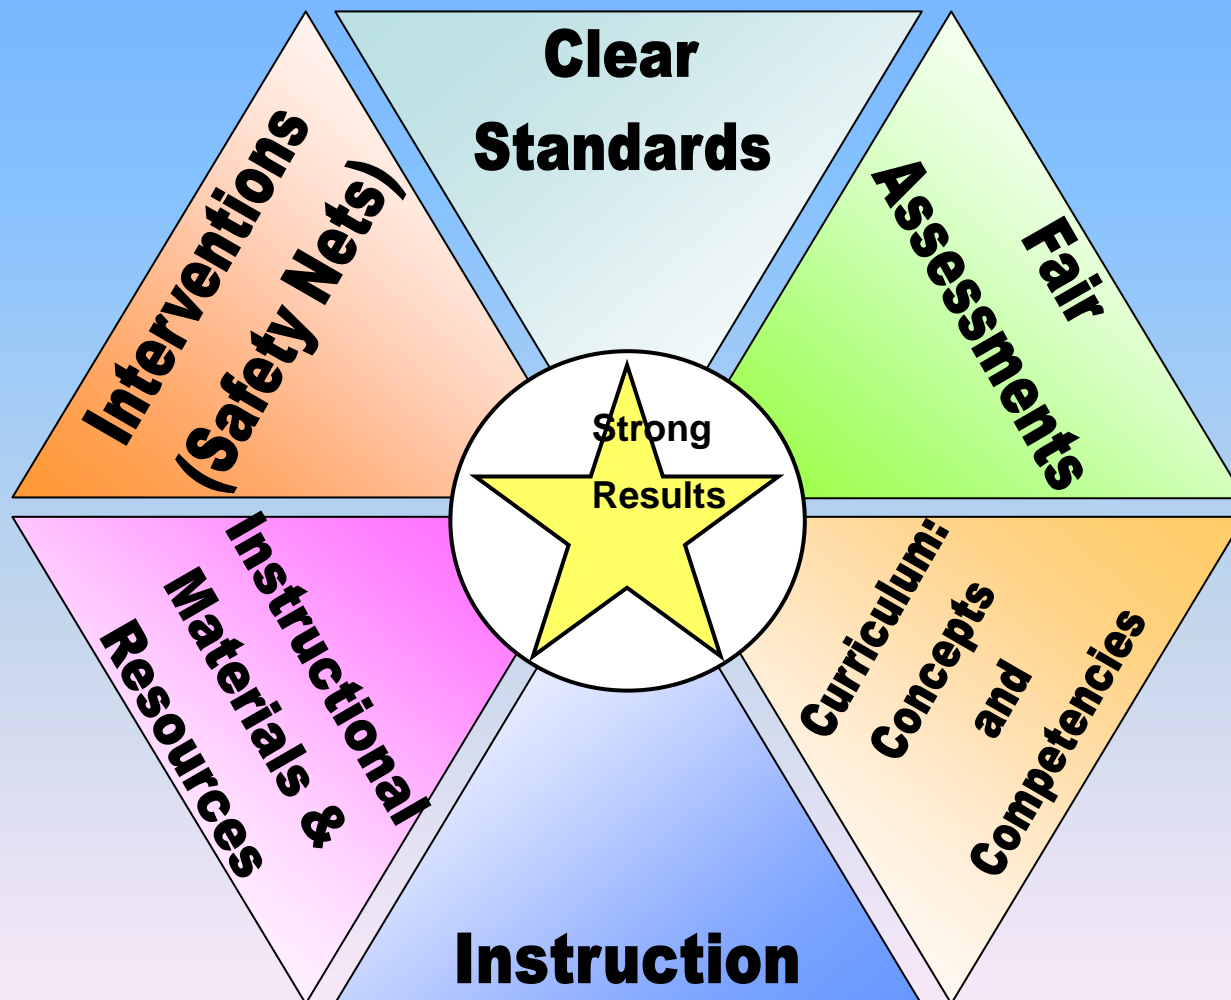 Clear
Standards
Fair
Assessments
Curriculum:
Concepts
and
Competencies
Instruction
Instructional
Materials &
Resources
Interventions
(Safety Nets)
Strong
Results